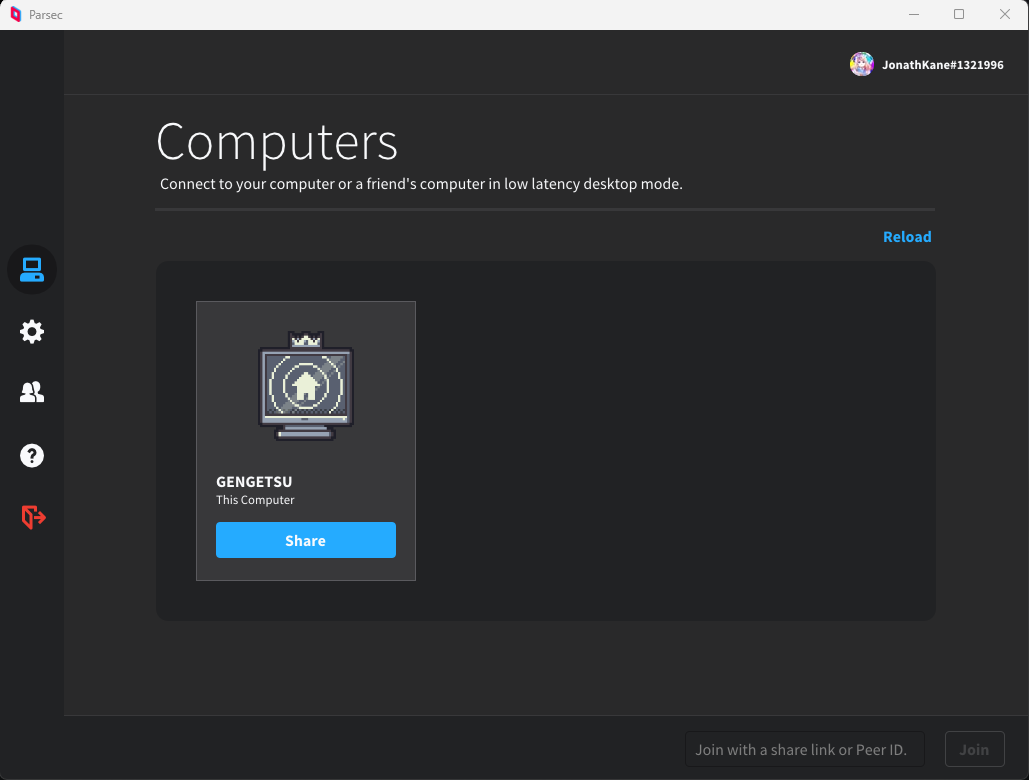 Parsec
JonathKane#1321996
Computers
Connect to your computer or a friend's computer in low latency desktop mode.
Reload
GENGETSU
This Computer
Share
Join with a share link or Peer ID.
Join